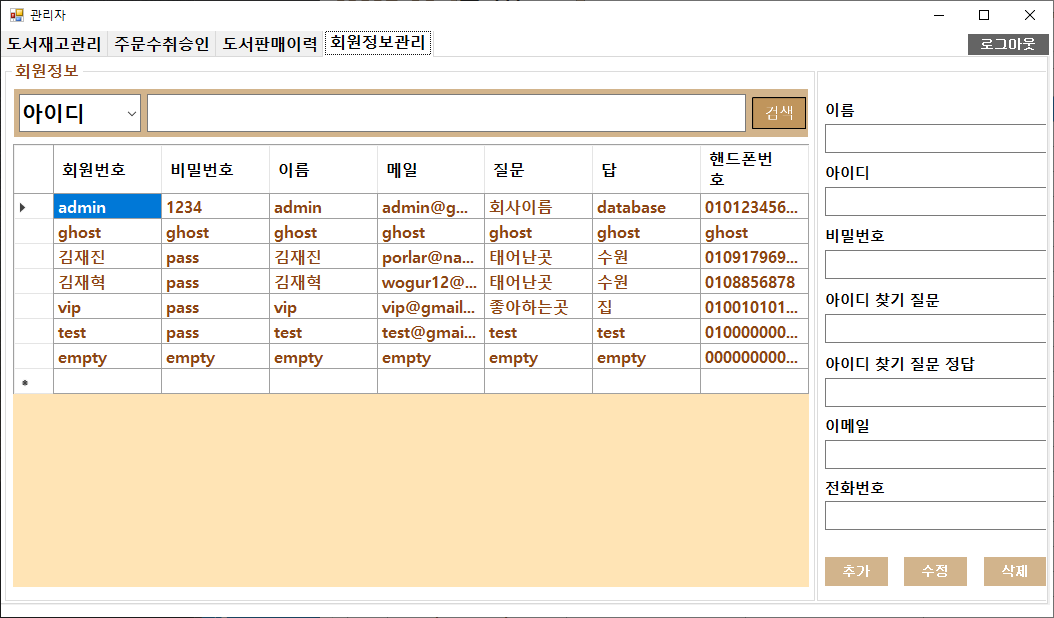 관리자
도서재고관리 주문수취승인 도서판매이력 회원정보관리 로그아웃
회원정보
아이디 검색
회원번호 비밀번호 이름 메일 질문 답 핸드폰번
호
admin 1234 admin admin@g... 회사이름 database 010123456...
ghost ghost ghost ghost ghost ghost ghost
김재진 pass 김재진 porlar@na... 태어난곳 수원 010917969...
김재혁 pass 김재혁 wogur12@... 태어난곳 수원 0108856878
vip pass vip vip@gmail... 좋아하는곳 집 010010101...
test pass test test@gmai... test test 010000000...
empty empty empty empty empty empty 000000000...
이름
아이디
비밀번호
아이디 찾기 질문
아이디 찾기 질문 정답
이메일
전화번호
추가 수정 삭제